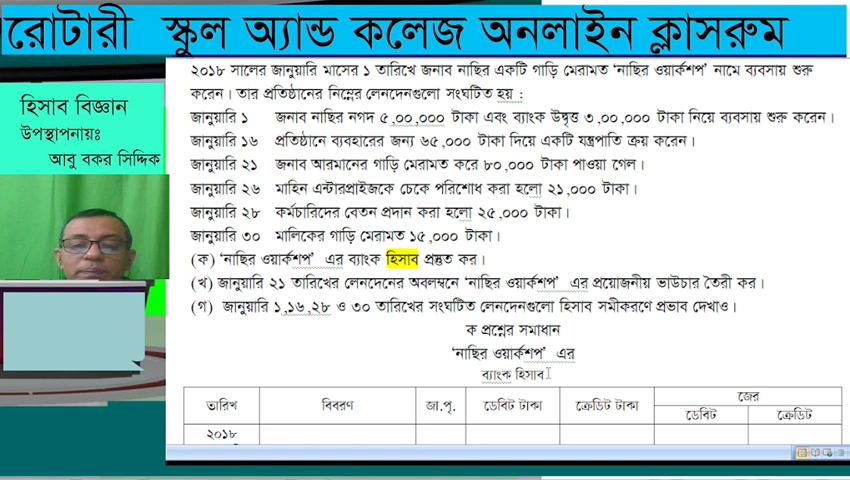 রোটারী স্কুল অ্যান্ড কলেজ অনলাইন ক্লাসরুম
হিসাব বিজ্ঞান
উপস্থাপনায়ঃ
আবু বকর সিদ্দিক
২০১৮ সালের জানুয়ারি মাসের ১ তারিখে জনাব নাছির একটি গাড়ি মেরামত ‘নাছির ওয়ার্কশপ’ নামে ব্যবসায় শুরু
করেন। তার প্রতিষ্ঠানের নিম্নের লেনদেনগুলো সংঘটিত হয় :
জানুয়ারি ১ জনাব নাছির নগদ ৫,০০,০০০ টাকা এবং ব্যাংক উদ্বৃত্ত ৩,০০,০০০ টাকা নিয়ে ব্যবসায় শুরু করেন।
জানুয়ারি ১৬ প্রতিষ্ঠানে ব্যবহারের জন্য ৬৫,০০০ টাকা দিয়ে একটি যন্ত্রপাতি ক্রয় করেন।
জানুয়ারি ২১ জনাব আরমানের গাড়ি মেরামত করে ৮০,০০০ টাকা পাওয়া গেল।
জানুয়ারি ২৬ মাহিন এন্টারপ্রাইজকে চেকে পরিশোধ করা হলো ২১,০০০ টাকা।
জানুয়ারি ২৮ কর্মচারিদের বেতন প্রদান করা হলো ২৫,০০০ টাকা।
জানুয়ারি ৩০ মালিকের গাড়ি মেরামত ১৫,০০০ টাকা।
(ক) ‘নাছির ওয়ার্কশপ’ এর ব্যাংক হিসাব প্রস্তুত কর।
(খ) জানুয়ারি ২১ তারিখের লেনদেনের অবলম্বনে ‘নাছির ওয়ার্কশপ’ এর প্রয়োজনীয় ভাউচার তৈরী কর।
(গ) জানুয়ারি ১,১৬,২৮ ও ৩০ তারিখের সংঘটিত লেনদেনগুলো হিসাব সমীকরণে প্রভাব দেখাও।
ক প্রশ্নের সমাধান
‘নাছির ওয়ার্কশপ’ এর
ব্যাংক হিসাব
তারিখ বিবরণ জা.পৃ. ডেবিট টাকা ক্রেডিট টাকা জের
ডেবিট ক্রেডিট
২০১৮